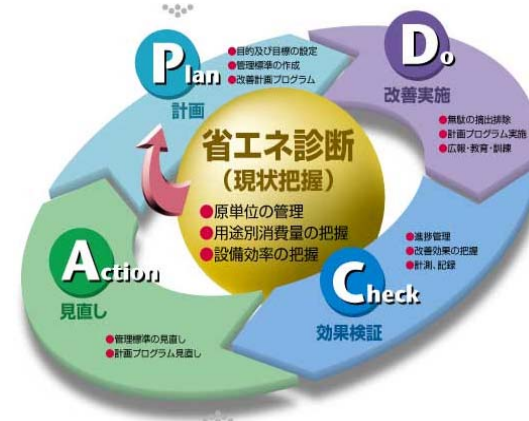 Plan
計画
●目的及び目標の設定
●管理標準の作成
●改善計画プログラム
Do
改善実施
●無駄の摘出排除
●計画プログラム実施
●広報・教育・訓練
省エネ診断
(現状把握)
●原単位の管理
●用途別消費量の把握
●設備効率の把握
Check
効果検証
●進捗管理
●改善効果の把握
●計測、記録
Action
見直し
●管理標準の見直し
●計画プログラム見直し